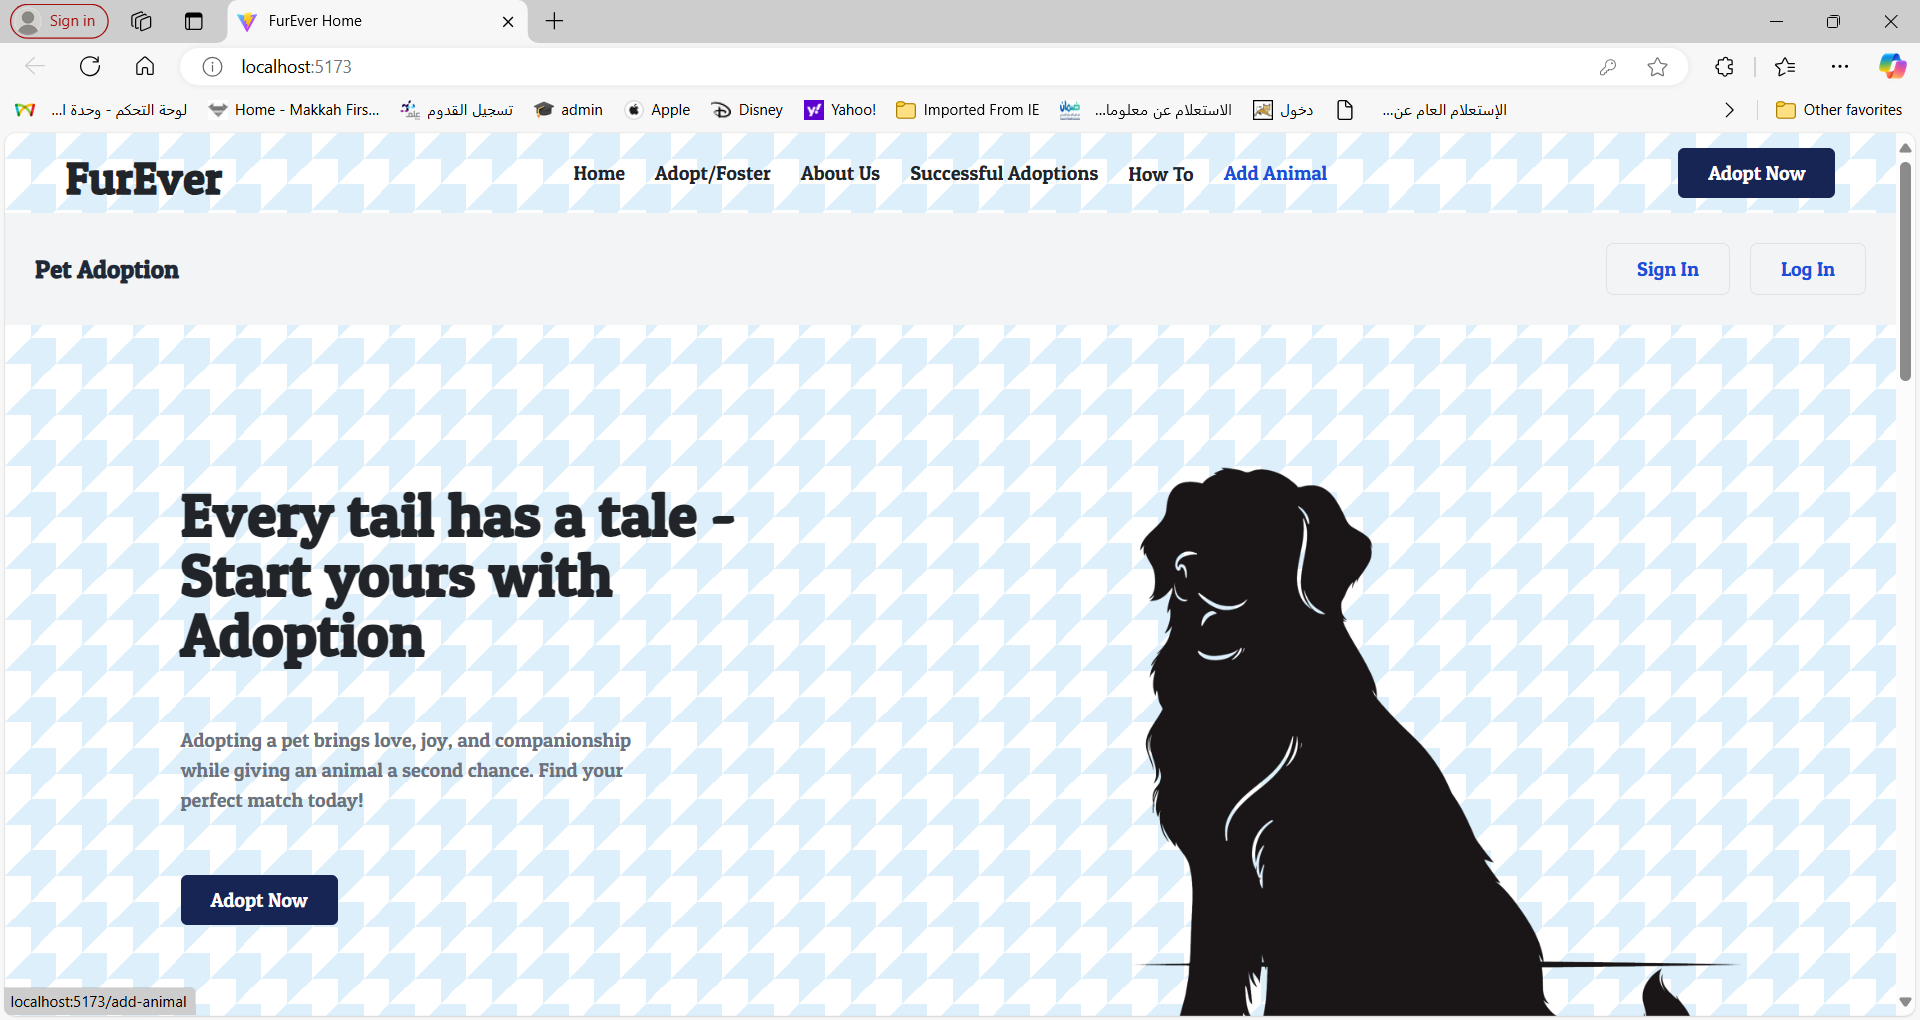 Sign in
FurEver Home
localhost:5173
لوحة التحكم - وحدة ا...
Home - Makkah Firs...
تسجيل القدوم
admin
Apple
Disney
Yahoo!
Imported From IE
الاستعلام عن معلوما...
دخول
الإستعلام العام عن...
Other favorites
FurEver
Home
Adopt/Foster
About Us
Successful Adoptions
How To
Add Animal
Adopt Now
Pet Adoption
Sign In
Log In
Every tail has a tale -
Start yours with
Adoption
Adopting a pet brings love, joy, and companionship
while giving an animal a second chance. Find your
perfect match today!
Adopt Now
localhost:5173/add-animal